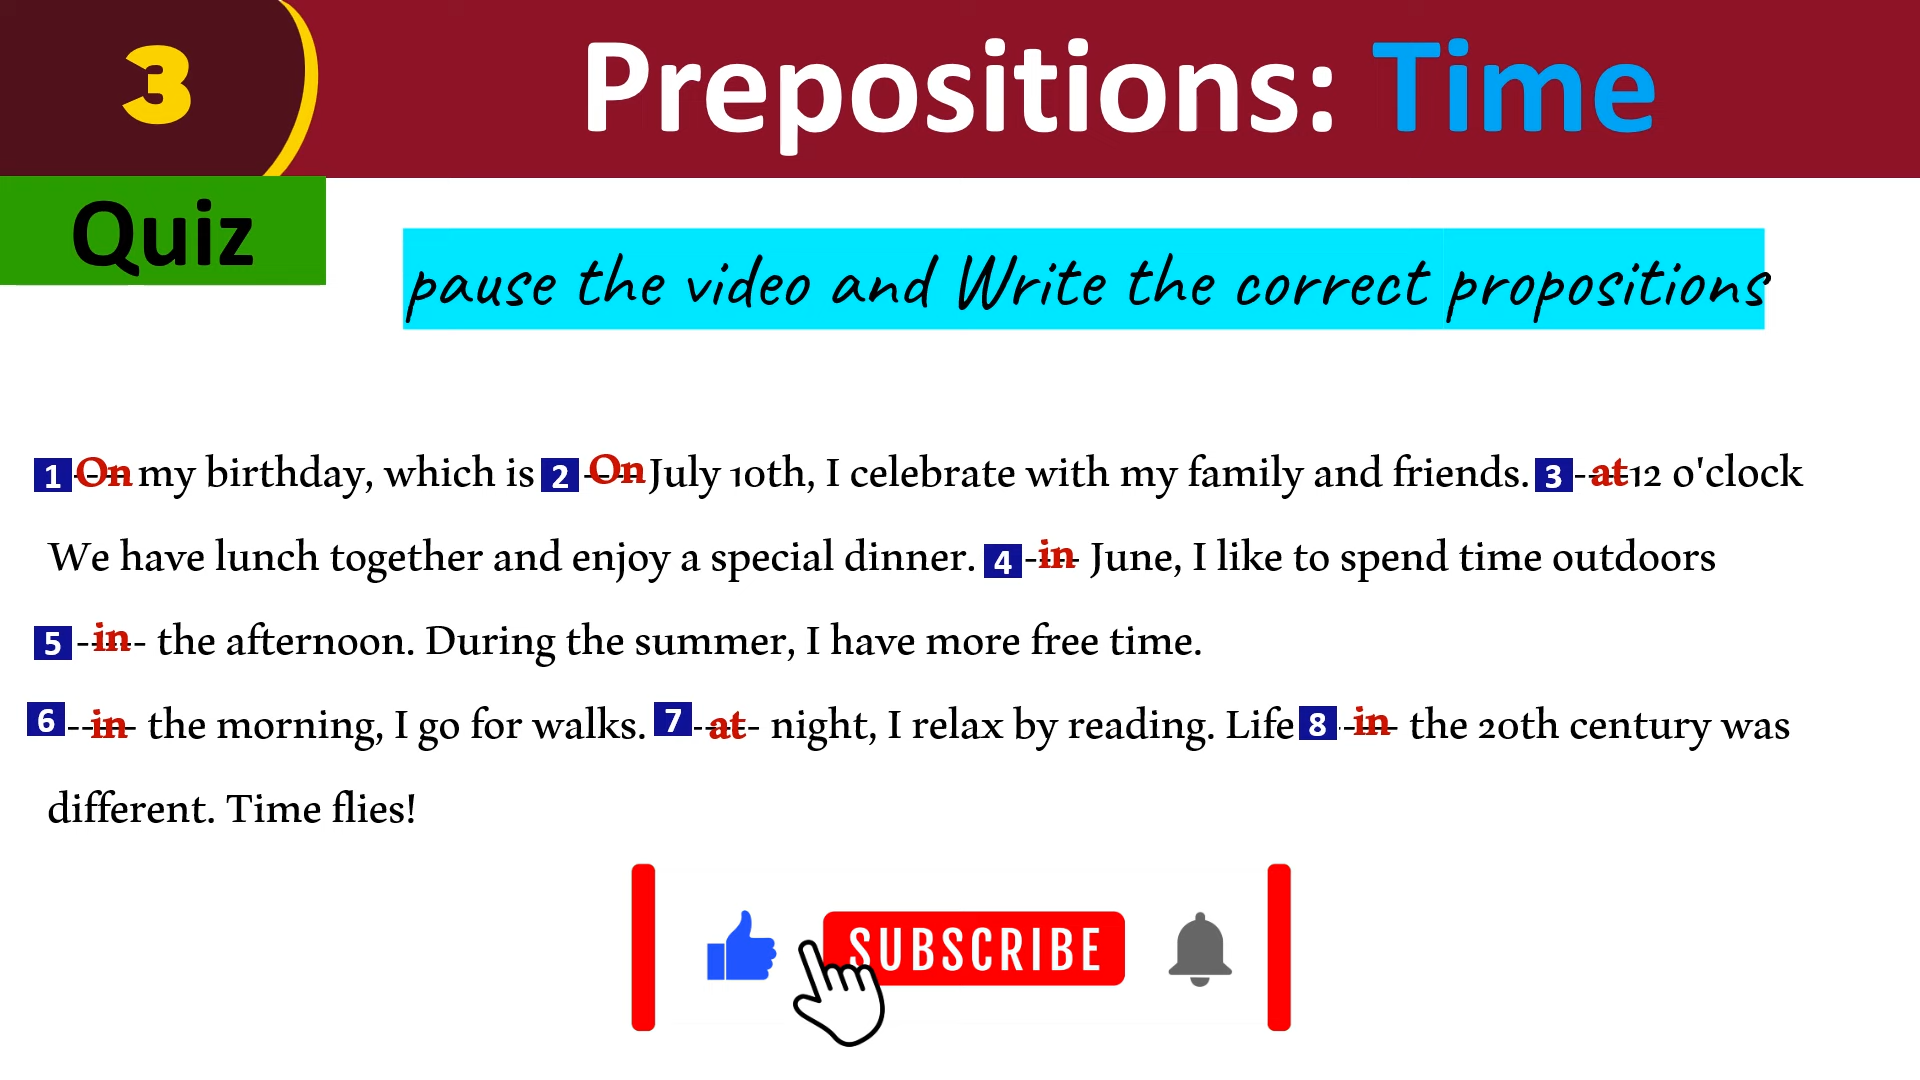 3
Prepositions: Time
Quiz
pause the video and Write the correct propositions
1 On my birthday, which is 2 On July 10th, I celebrate with my family and friends. 3 -at 12 o'clock
We have lunch together and enjoy a special dinner. 4 -in- June, I like to spend time outdoors
5 -in- the afternoon. During the summer, I have more free time.
6 --in- the morning, I go for walks. 7 -at- night, I relax by reading. Life 8 -in- the 20th century was
different. Time flies!
SUBSCRIBE